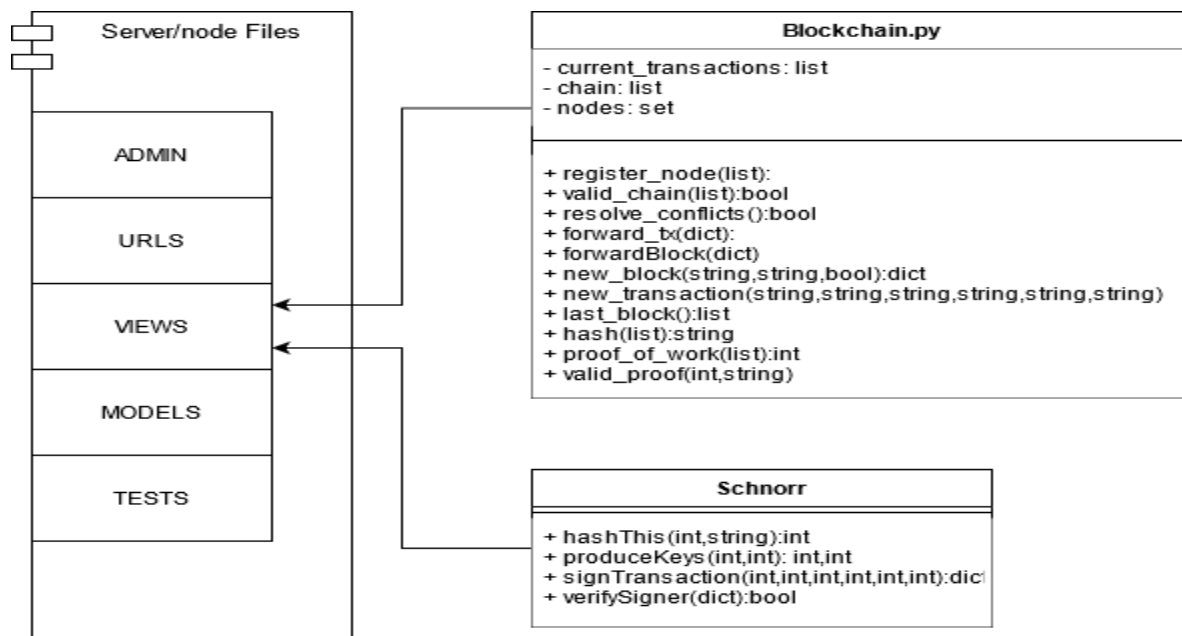 Server/node Files
ADMIN
URLS
VIEWS
MODELS
TESTS
Blockchain.py
- current_transactions: list
- chain: list
- nodes: set
+ register_node(list):
+ valid_chain(list):bool
+ resolve_conflicts():bool
+ forward_tx(dict):
+ forwardBlock(dict)
+ new_block(string,string,bool):dict
+ new_transaction(string,string,string,string,string,string)
+ last_block():list
+ hash(list):string
+ proof_of_work(list):int
+ valid_proof(int,string)
Schnorr
+ hashThis(int,string):int
+ produceKeys(int,int): int,int
+ signTransaction(int,int,int,int,int,int):dict
+ verifySigner(dict):bool